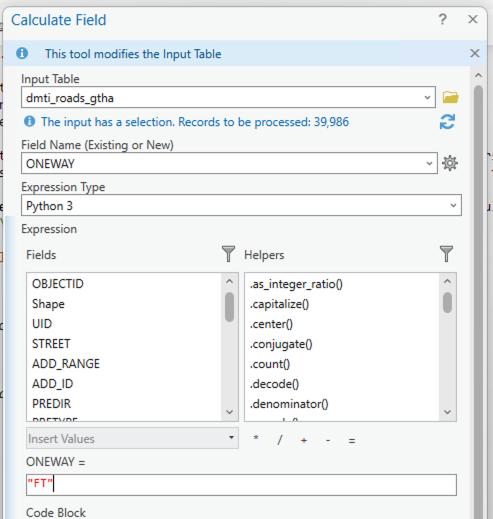 Calculate Field
? ×
This tool modifies the Input Table ×
Input Table
dmti_roads_gtha
The input has a selection. Records to be processed: 39,986
Field Name (Existing or New)
ONEWAY
Expression Type
Python 3
Expression
Fields
Helpers
OBJECTID
Shape
UID
STREET
ADD_RANGE
ADD_ID
PREDIR
.as_integer_ratio()
.capitalize()
.center()
.conjugate()
.count()
.decode()
.denominator()
Insert Values
* / + - =
ONEWAY =
"FT"
Code Block